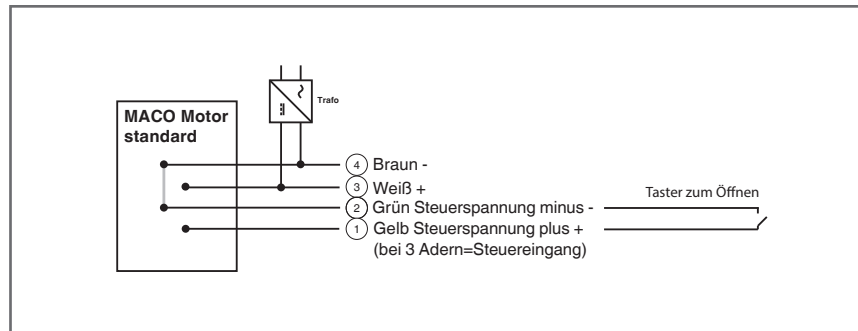 Trafo
MACO Motor
standard
4 Braun -
3 Weiß +
2 Grün Steuerspannung minus -
Taster zum Öffnen
1 Gelb Steuerspannung plus +
(bei 3 Adern=Steuereingang)